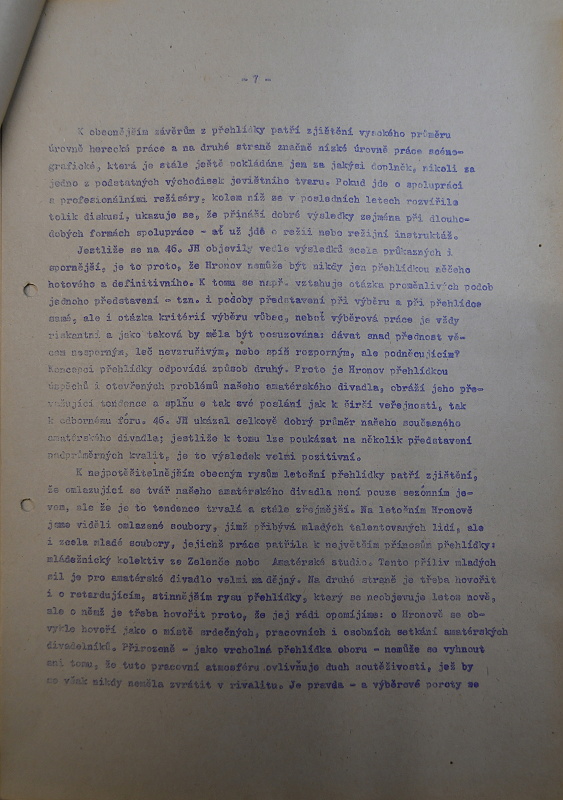 - 7 -
K obecnějším závěrům z přehlídky patří zjištění vysokého průměru
úrovně herecké práce a na druhé straně značně nízké úrovně práce scéno-
grafické, která je stále ještě pokládána jen za jakýsi doplněk, nikoli za
jedno z podstatných východisek jevištního tvaru. Pokud jde o spolupráci
s profesionálními režiséry, kolem níž se v posledních letech rozvířilo
tolik diskusí, ukazuje se, že přináší dobré výsledky zejména při dlouho-
dobých formách spolupráce - ať už jde o režii nebo režijní instruktáž.
Jestliže se na 46. JH objevily vedle výsledků zcela průkazných i
spornější, je to proto, že Hronov nemůže být nikdy jen přehlídkou něčeho
hotového a definitivního. K tomu se např. vztahuje otázka proměnlivých podob
jednoho představení - tzn. i podoby představení při výběru a při přehlídce
samé, ale i otázka kritérií výběru vůbec, neboť výběrová práce je vždy
riskantní a jako taková by měla být posuzována: dávat snad přednost vě-
cem nesporným, leč nevzrušivým, nebo spíš rozporným, ale podněcujícím?
Koncepci přehlídky odpovídá způsob druhý. Proto je Hronov přehlídkou
úspěchů i otevřených problémů našeho amatérského divadla, obráží jeho pře-
važující tendence a splňu e tak své poslání jak k širší veřejnosti, tak
k odbornému fóru. 46. JH ukázal celkově dobrý průměr našeho současného
amatérského divadla; jestliže k tomu lze poukázat na několik představení
nadprůměrných kvalit, je to výsledek velmi pozitivní.
K nejpotěšitelnějším obecným rysům letošní přehlídky patří zjištění,
že omlazující se tvář našeho amatérského divadla není pouze sezónním je-
vem, ale že je to tendence trvalá a stále zřejmější. Na letošním Hronově
jsme viděli omlazené soubory, jimž přibývá mladých talentovaných lidí, ale
i zcela mladé soubory, jejichž práce patřila k největším přínosům přehlídky:
mládežnický kolektiv ze Zelenče nebo Amatérské studio. Tento příliv mladých
sil je pro amatérské divadlo velmi na dějný. Na druhé straně je třeba hovořit
i o retardujícím, stinnějším rysu přehlídky, který se neobjevuje letos nově,
ale o němž je třeba hovořit proto, že jej rádi opomíjíme: o Hronově se ob-
vykle hovoří jako o místě srdečných, pracovních i osobních setkání amatérských
divadelníků. Přirozeně - jako vrcholná přehlídka oboru - nemůže se vyhnout
ani tomu, že tuto pracovní atmosféru ovlivňuje duch soutěživosti, jež by
se však nikdy neměla zvrátit v rivalitu. Je pravda - a výběrové poroty se